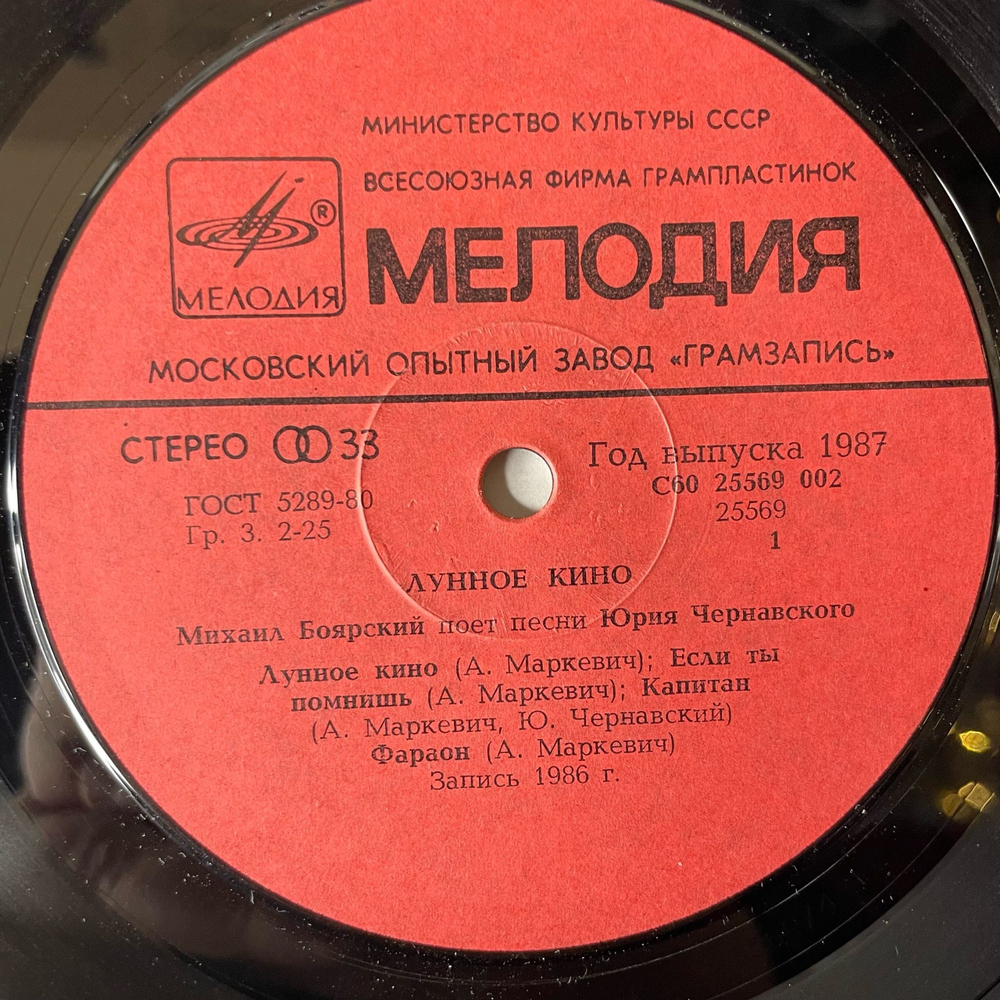 МИНИСТЕРСТВО КУЛЬТУРЫ СССР
ВСЕСОЮЗНАЯ ФИРМА ГРАМПЛАСТИНОК
®
МЕЛОДИЯ
МЕЛОДИЯ
МОСКОВСКИЙ ОПЫТНЫЙ ЗАВОД «ГРАМЗАПИСЬ»
СТЕРЕО 33
Год выпуска 1987
ГОСТ 5289-80
С60 25569 002
Гр. 3. 2-25
25569
1
ЛУННОЕ КИНО
Михаил Боярский поет песни Юрия Чернавского
Лунное кино (А. Маркевич); Если ты
помнишь (А. Маркевич); Капитан
(А. Маркевич, Ю. Чернавский)
Фараон (А. Маркевич)
Запись 1986 г.